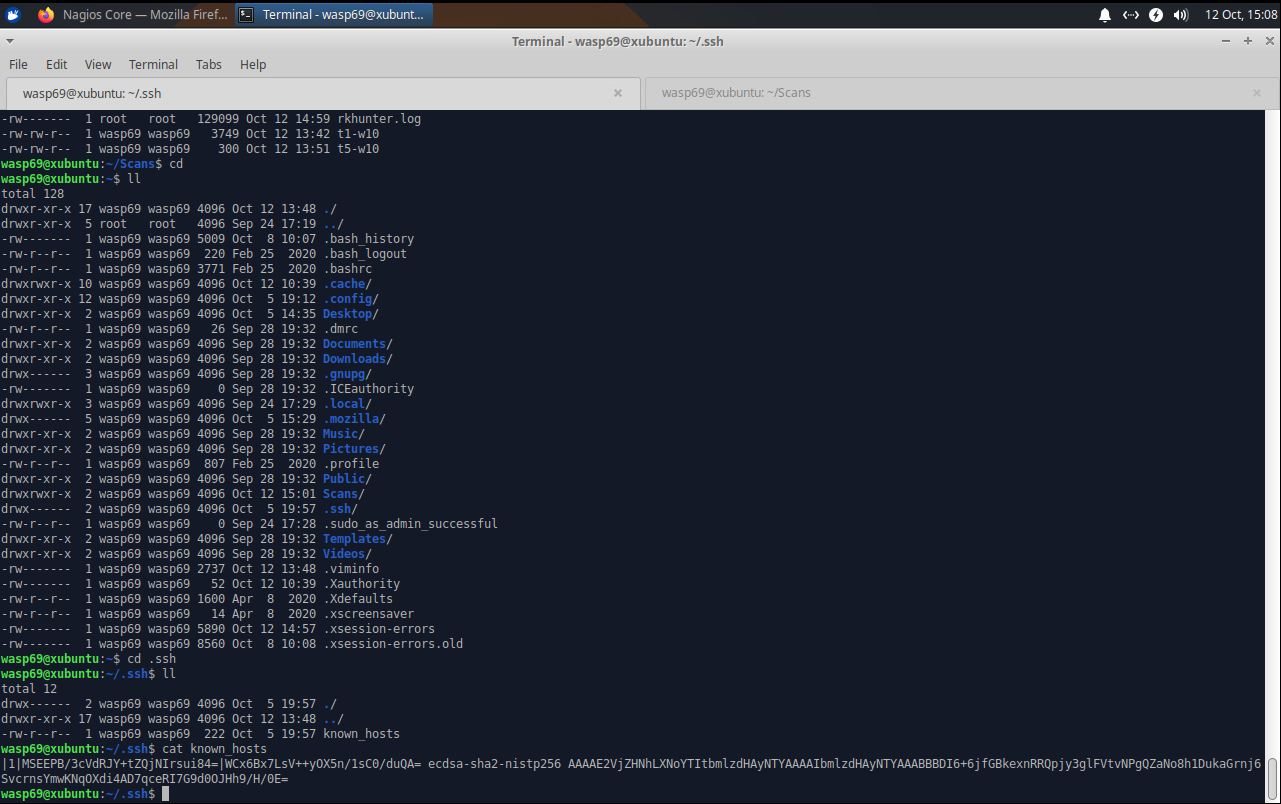 Nagios Core — Mozilla Firef...
Terminal - wasp69@xubunt...
12 Oct, 15:08
Terminal - wasp69@xubuntu: ~/.ssh
File Edit View Terminal Tabs Help
wasp69@xubuntu: ~/.ssh
wasp69@xubuntu: ~/Scans
-rw-------  1 root   root   129099 Oct 12 14:59 rkhunter.log
-rw-rw-r--  1 wasp69 wasp69   3749 Oct 12 13:42 t1-w10
-rw-rw-r--  1 wasp69 wasp69    300 Oct 12 13:51 t5-w10
wasp69@xubuntu:~/Scans$ cd
wasp69@xubuntu:~$ ll
total 128
drwxr-xr-x 17 wasp69 wasp69 4096 Oct 12 13:48 ./
drwxr-xr-x  5 root   root   4096 Sep 24 17:19 ../
-rw-------  1 wasp69 wasp69 5009 Oct  8 10:07 .bash_history
-rw-r--r--  1 wasp69 wasp69  220 Feb 25  2020 .bash_logout
-rw-r--r--  1 wasp69 wasp69 3771 Feb 25  2020 .bashrc
drwxrwxr-x 10 wasp69 wasp69 4096 Oct 12 10:39 .cache/
drwxr-xr-x 12 wasp69 wasp69 4096 Oct  5 19:12 .config/
drwxr-xr-x  2 wasp69 wasp69 4096 Oct  5 14:35 Desktop/
-rw-r--r--  1 wasp69 wasp69   26 Sep 28 19:32 .dmrc
drwxr-xr-x  2 wasp69 wasp69 4096 Sep 28 19:32 Documents/
drwxr-xr-x  2 wasp69 wasp69 4096 Sep 28 19:32 Downloads/
drwx------  3 wasp69 wasp69 4096 Sep 28 19:32 .gnupg/
-rw-------  1 wasp69 wasp69    0 Sep 28 19:32 .ICEauthority
drwxrwxr-x  3 wasp69 wasp69 4096 Sep 24 17:29 .local/
drwx------  5 wasp69 wasp69 4096 Oct  5 15:29 .mozilla/
drwxr-xr-x  2 wasp69 wasp69 4096 Sep 28 19:32 Music/
drwxr-xr-x  2 wasp69 wasp69 4096 Sep 28 19:32 Pictures/
-rw-r--r--  1 wasp69 wasp69  807 Feb 25  2020 .profile
drwxr-xr-x  2 wasp69 wasp69 4096 Sep 28 19:32 Public/
drwxrwxr-x  2 wasp69 wasp69 4096 Oct 12 15:01 Scans/
drwx------  2 wasp69 wasp69 4096 Oct  5 19:57 .ssh/
-rw-r--r--  1 wasp69 wasp69    0 Sep 24 17:28 .sudo_as_admin_successful
drwxr-xr-x  2 wasp69 wasp69 4096 Sep 28 19:32 Templates/
drwxr-xr-x  2 wasp69 wasp69 4096 Sep 28 19:32 Videos/
-rw-------  1 wasp69 wasp69 2737 Oct 12 13:48 .viminfo
-rw-------  1 wasp69 wasp69   52 Oct 12 10:39 .Xauthority
-rw-r--r--  1 wasp69 wasp69 1600 Apr  8  2020 .Xdefaults
-rw-r--r--  1 wasp69 wasp69   14 Apr  8  2020 .xscreensaver
-rw-------  1 wasp69 wasp69 5890 Oct 12 14:57 .xsession-errors
-rw-------  1 wasp69 wasp69 8560 Oct  8 10:08 .xsession-errors.old
wasp69@xubuntu:~$ cd .ssh
wasp69@xubuntu:~/.ssh$ ll
total 12
drwx------  2 wasp69 wasp69 4096 Oct  5 19:57 ./
drwxr-xr-x 17 wasp69 wasp69 4096 Oct 12 13:48 ../
-rw-r--r--  1 wasp69 wasp69  222 Oct  5 19:57 known_hosts
wasp69@xubuntu:~/.ssh$ cat known_hosts
|1|MSEEPB/3cVdRJY+tZQjNIrsui84=|WCx6Bx7LsV++yOX5n/1sC0/duQA= ecdsa-sha2-nistp256 AAAAE2VjZHNhLXNoYTItbmlzdHAyNTYAAAAIbmlzdHAyNTYAAABBBDI6+6jfGBkexnRRQpjy3glFVtvNPgQZaNo8h1DukaGrnj6
SvcrnsYmwKNqOXdi4AD7qceRI7G9d0OJHh9/H/0E=
wasp69@xubuntu:~/.ssh$